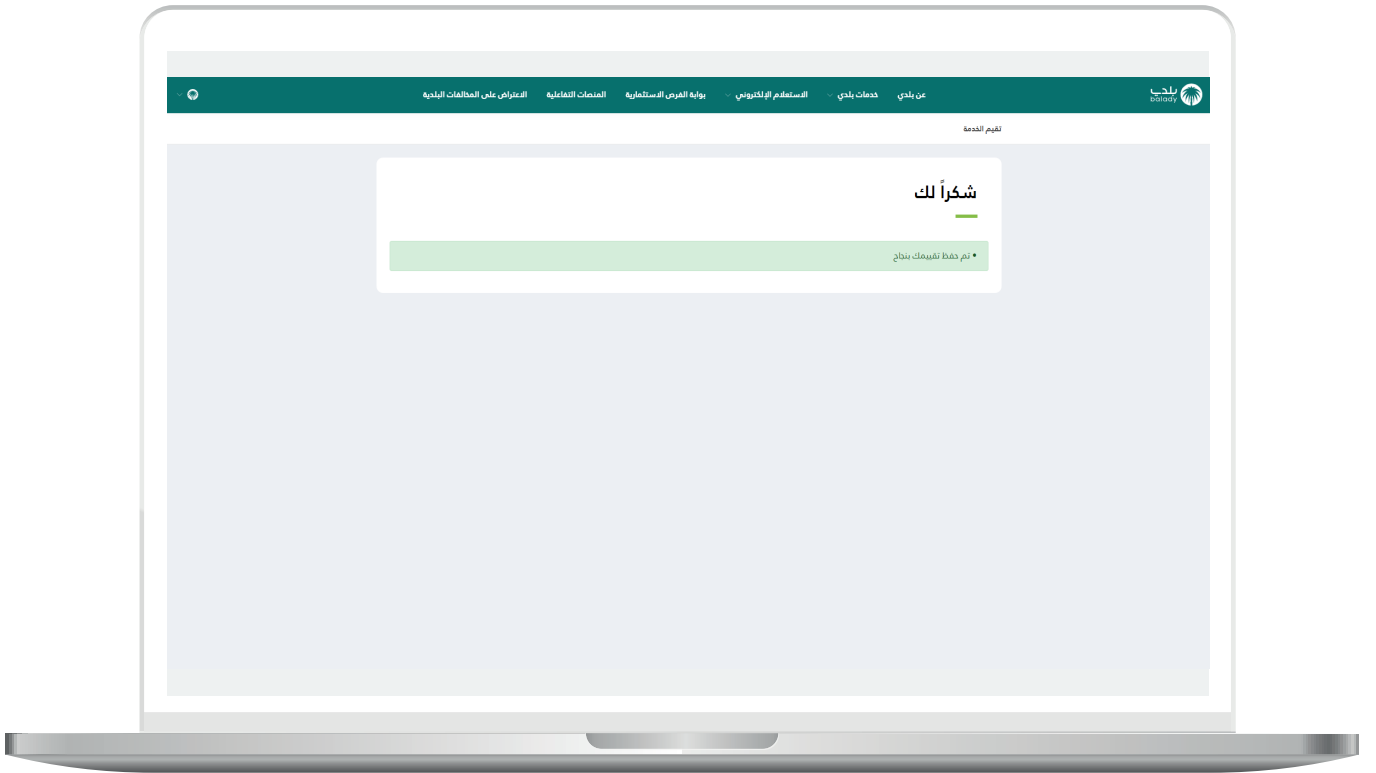 بلدي
balady
عن بلدي
خدمات بلدي
الاستعلام الإلكتروني
بوابة الفرص الاستثمارية
المنصات التفاعلية
الاعتراض على المخالفات البلدية
تقيم الخدمة
شكراً لك
• تم حفظ تقييمك بنجاح